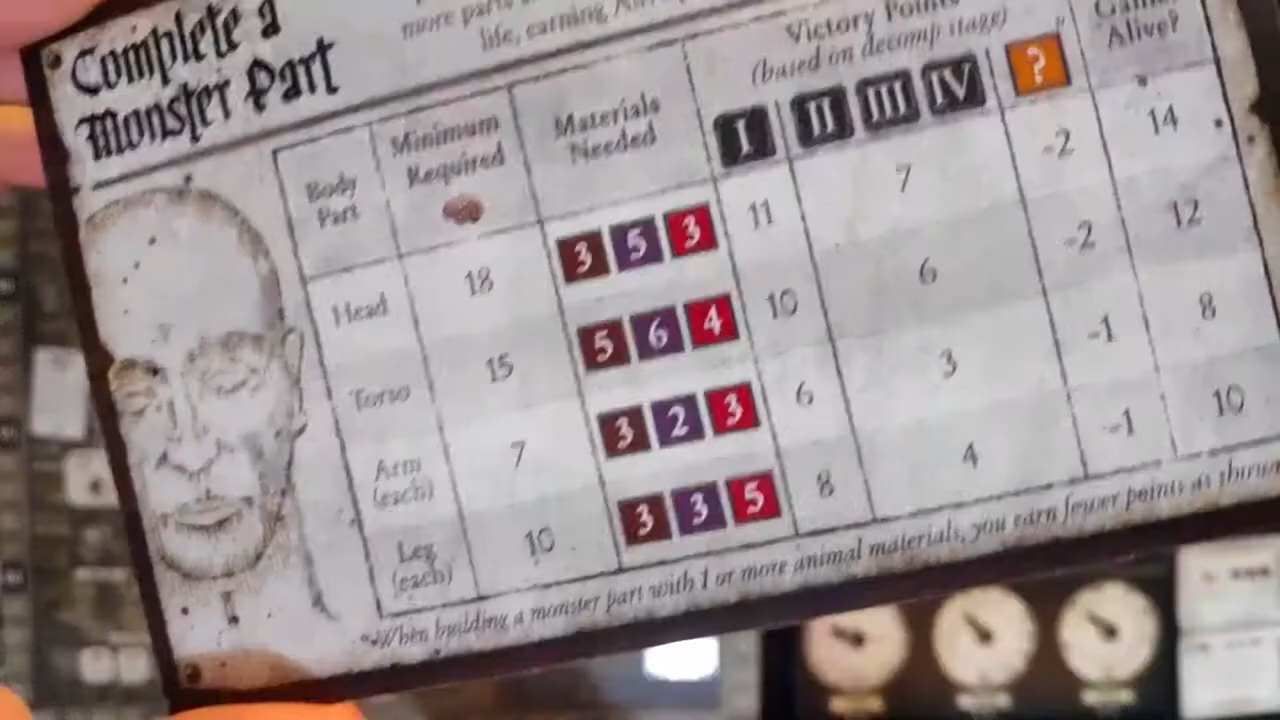 Complete a
Monster Part
more parts
life, earning
Body
Part
Minimum
Required
Materials
Needed
Victory Points
(based on decomp stage)
I II III IV ?
Alive?
Head 18 3 5 3 11 7 -2 14
Torso 15 5 6 4 10 6 -2 12
Arm
(each) 7 3 2 3 6 3 -1 8
Leg
(each) 10 3 3 5 8 4 -1 10
*When building a monster part with 1 or more animal materials, you earn fewer points as shown